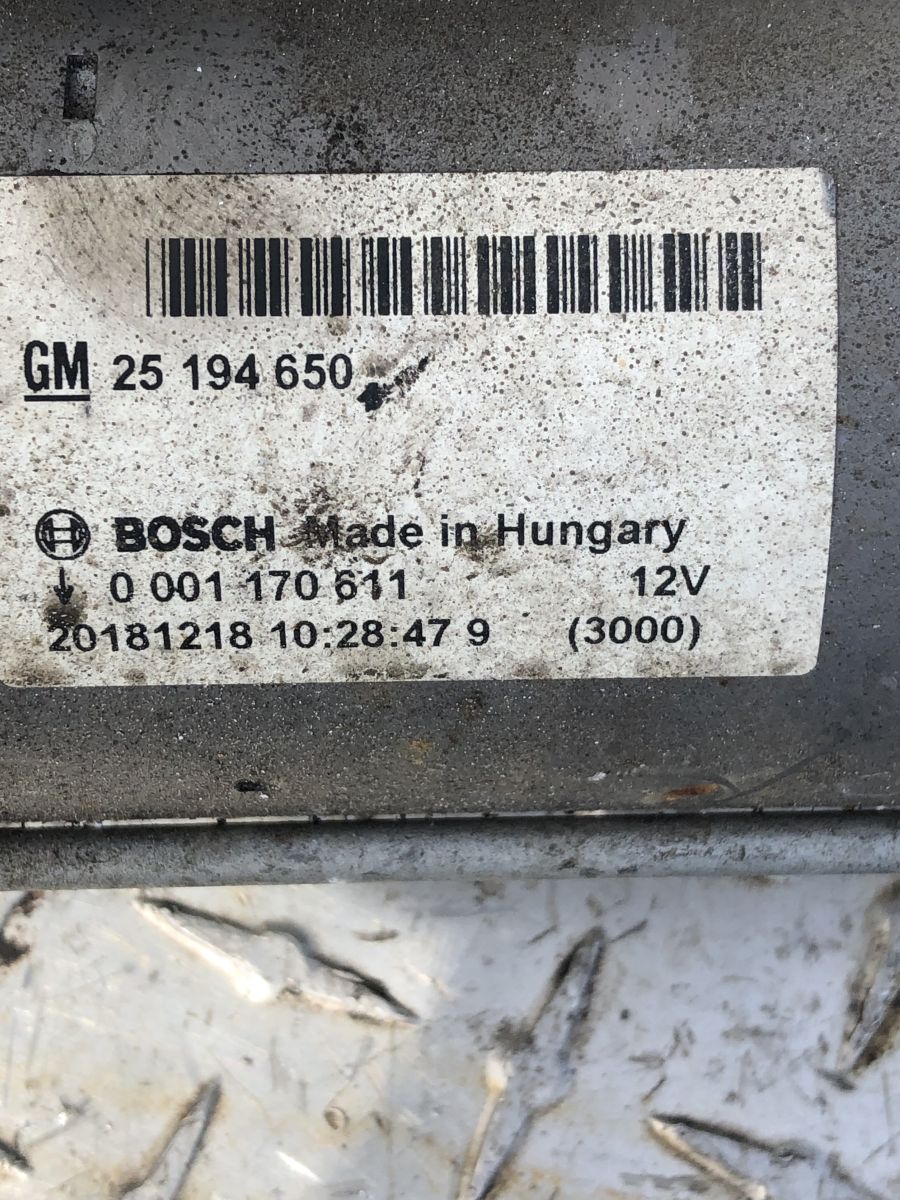 GM 25 194 650
BOSCH Made in Hungary
0 001 170 611 12V
20181218 10:28:47 9 (3000)